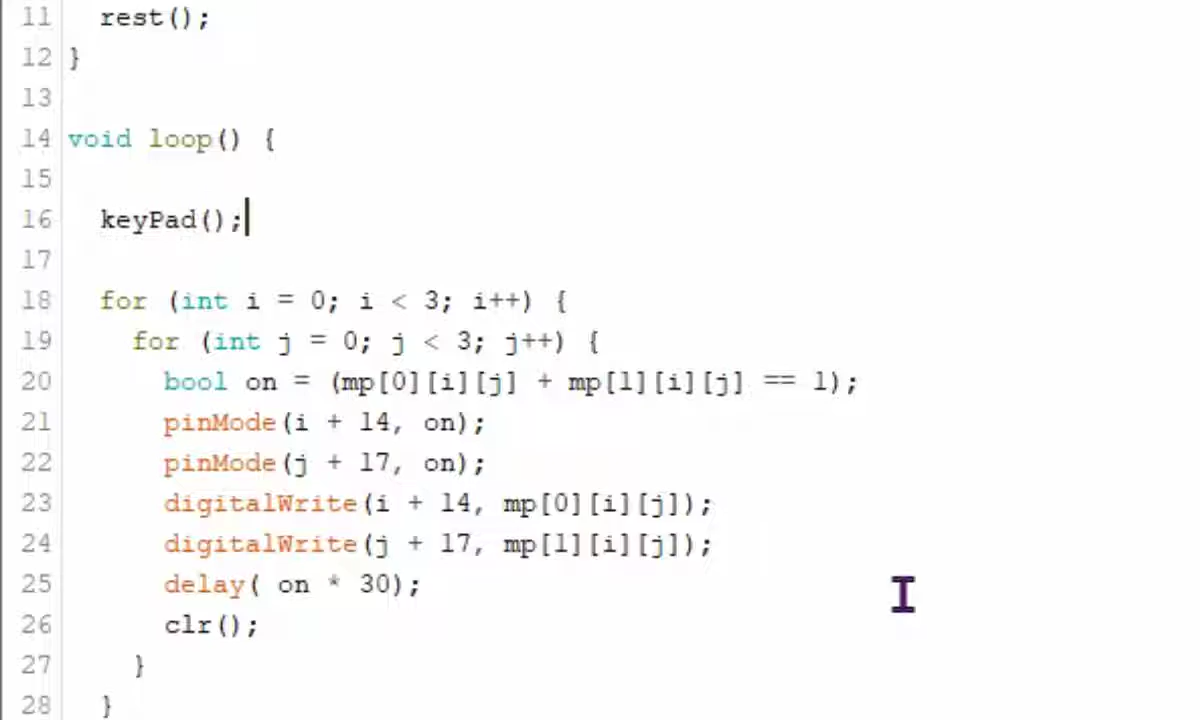 11 rest();
12 }
13
14 void loop() {
15
16 keyPad();
17
18 for (int i = 0; i < 3; i++) {
19 for (int j = 0; j < 3; j++) {
20 bool on = (mp[0][i][j] + mp[1][i][j] == 1);
21 pinMode(i + 14, on);
22 pinMode(j + 17, on);
23 digitalWrite(i + 14, mp[0][i][j]);
24 digitalWrite(j + 17, mp[1][i][j]);
25 delay( on * 30);
26 clr();
27 }
28 }